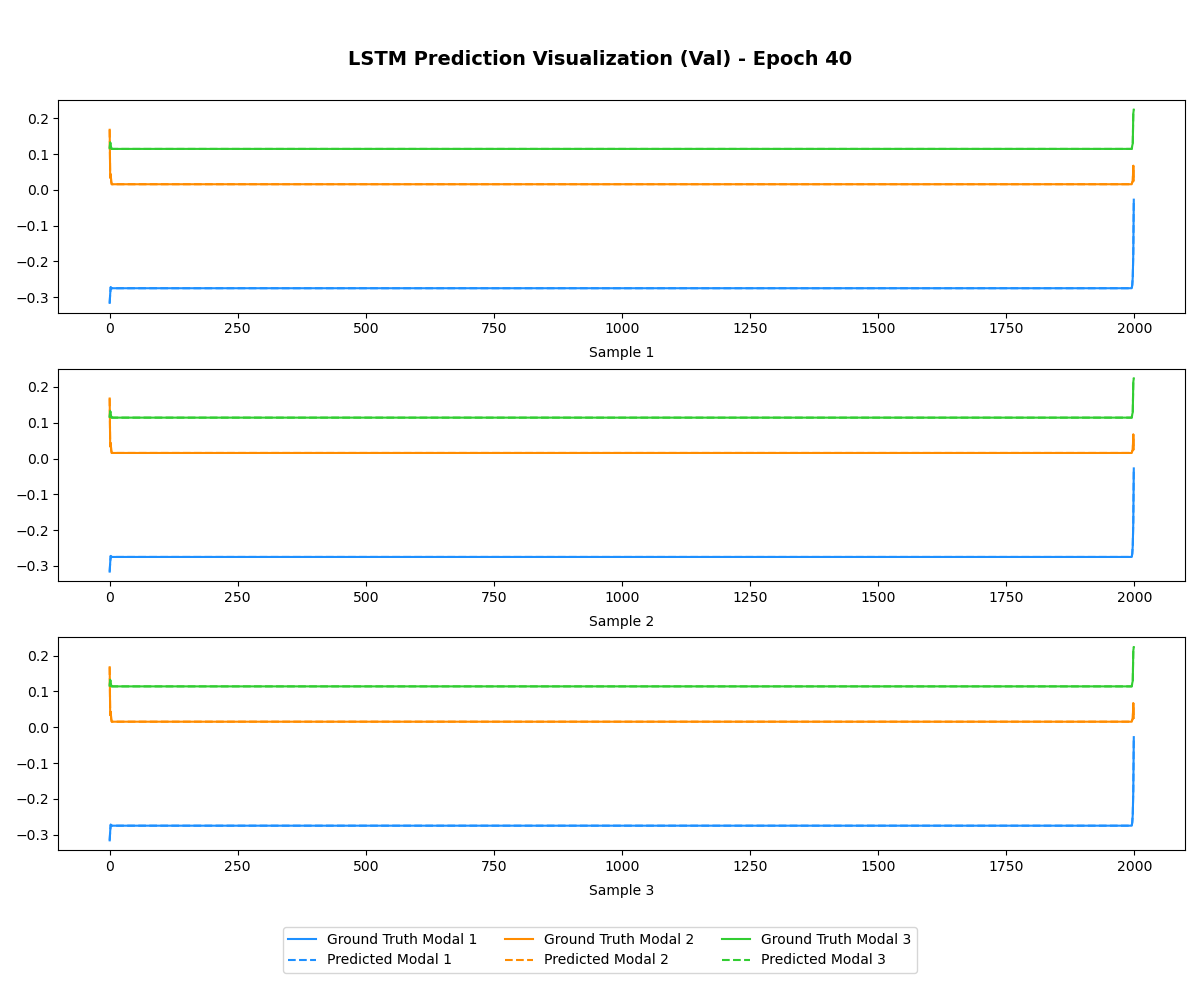 LSTM Prediction Visualization (Val) - Epoch 40
0.2
0.1
0.0
−0.1
−0.2
−0.3
0 250 500 750 1000 1250 1500 1750 2000
Sample 1
0.2
0.1
0.0
−0.1
−0.2
−0.3
0 250 500 750 1000 1250 1500 1750 2000
Sample 2
0.2
0.1
0.0
−0.1
−0.2
−0.3
0 250 500 750 1000 1250 1500 1750 2000
Sample 3
Ground Truth Modal 1 Ground Truth Modal 2 Ground Truth Modal 3
Predicted Modal 1 Predicted Modal 2 Predicted Modal 3